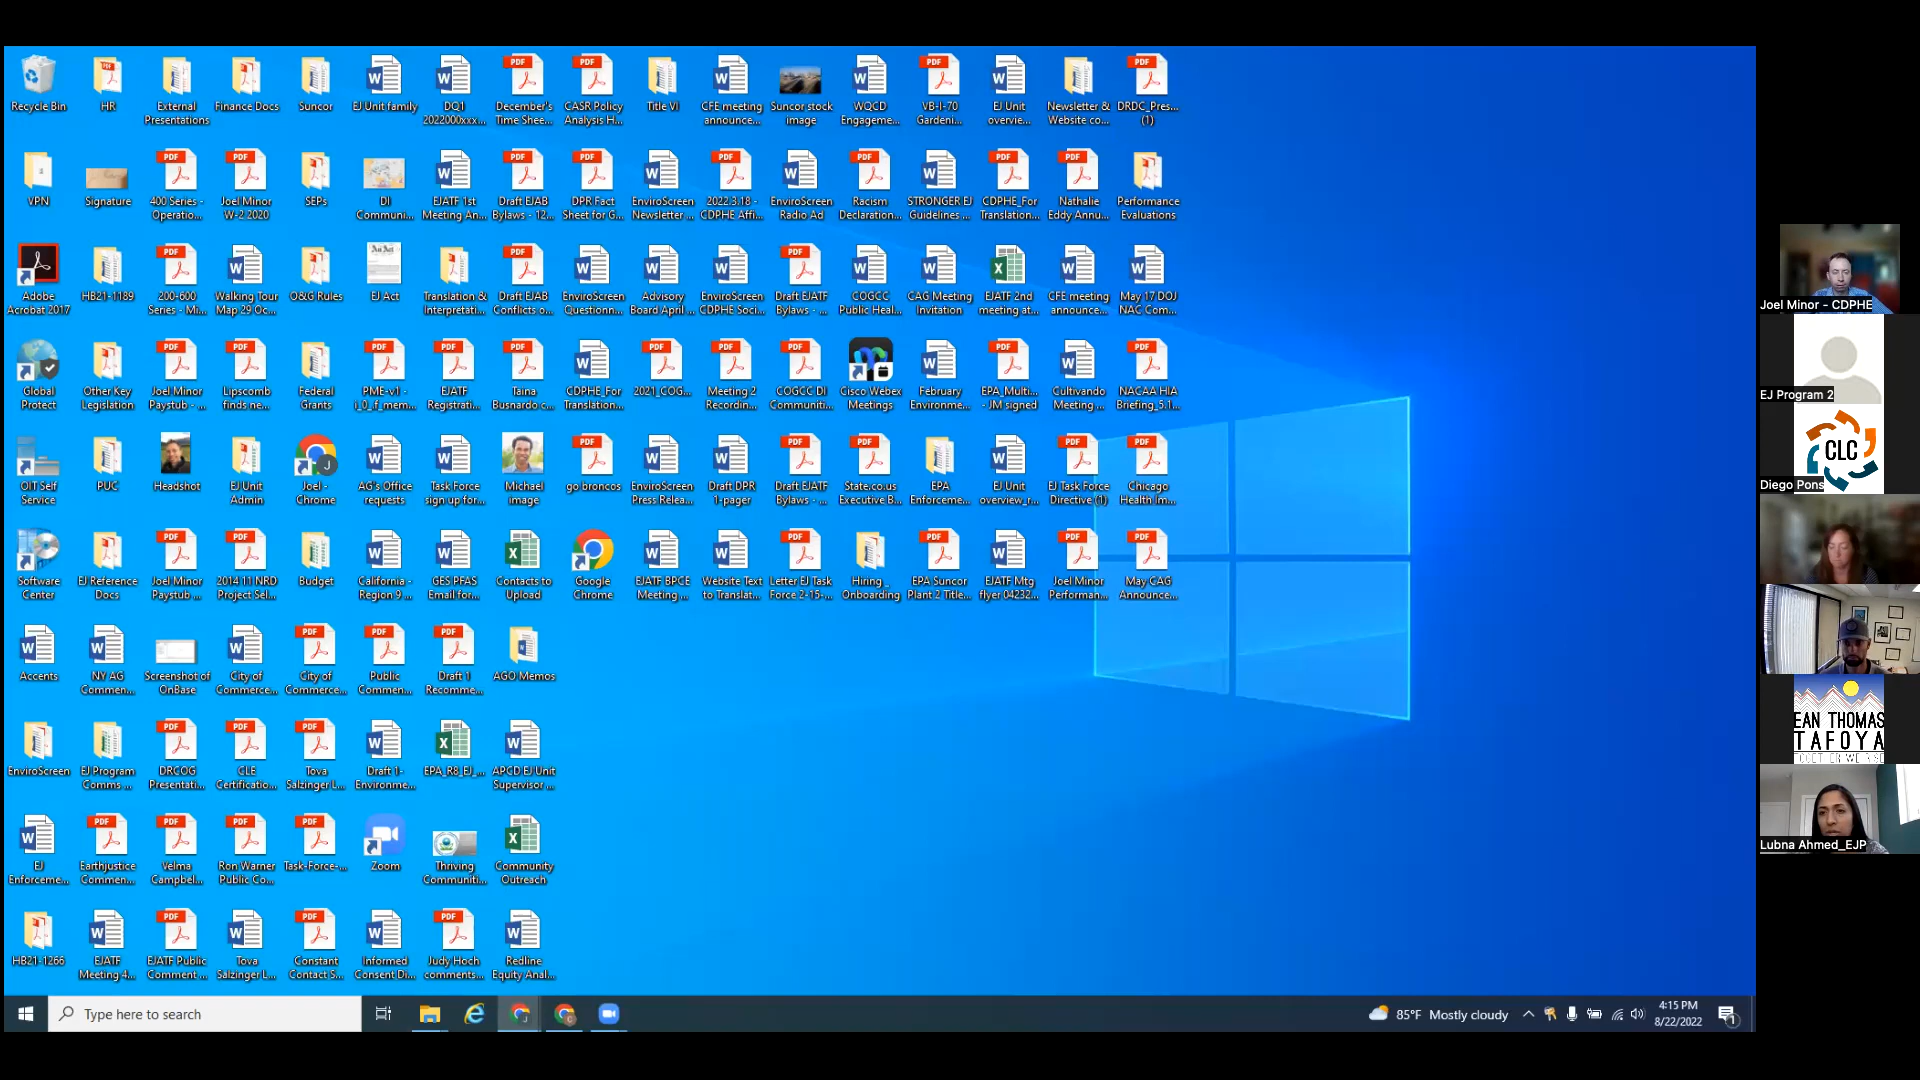 Recycle Bin
HR
External
Presentations
Finance Docs
Suncor
EJ Unit family
DQ1
2022000xxx...
December's
Time Shee...
CASR Policy
Analysis H...
Title VI
CFE meeting
announce...
Suncor stock
image
WQCD
Engageme...
VB-I-70
Gardeni...
EJ Unit
overvie...
Newsletter &
Website co...
DRDC_Pres...
(1)
VPN
Signature
400 Series -
Operatio...
Joel Minor
W-2 2020
SEPs
DI
Communi...
EJATF 1st
Meeting An...
Draft EJAB
Bylaws - 12...
DPR Fact
Sheet for G...
EnviroScreen
Newsletter ...
2022.3.18 -
CDPHE Affi...
EnviroScreen
Radio Ad
Racism
Declaration...
STRONGER EJ
Guidelines ...
CDPHE_For
Translation...
Nathalie
Eddy Annu...
Performance
Evaluations
Adobe
Acrobat 2017
HB21-1189
200-600
Series - Mi...
Walking Tour
Map 29 Oc...
O&G Rules
EJ Act
Translation &
Interpretati...
Draft EJAB
Conflicts o...
EnviroScreen
Questionn...
Advisory
Board April ...
EnviroScreen
CDPHE Soci...
Draft EJATF
Bylaws - ...
COGCC
Public Heal...
CAG Meeting
Invitation
EJATF 2nd
meeting at...
CFE meeting
announce...
May 17 DOJ
NAC Com...
Global
Protect
Other Key
Legislation
Joel Minor
Paystub - ...
Lipscomb
finds ne...
Federal
Grants
PME-v1 -
i_0_f_mem...
EJATF
Registrati...
Taina
Busnardo c...
CDPHE_For
Translation...
2021_COG...
Meeting 2
Recordin...
COGCC DI
Communiti...
Cisco Webex
Meetings
February
Environme...
EPA_Multi...
- JM signed
Cultivando
Meeting ...
NACAA HIA
Briefing_5.1...
OIT Self
Service
PUC
Headshot
EJ Unit
Admin
Joel -
Chrome
AG's Office
requests
Task Force
sign up for...
Michael
image
go broncos
EnviroScreen
Press Relea...
Draft DPR
1-pager
Draft EJATF
Bylaws - ...
State.co.us
Executive B...
EPA
Enforceme...
EJ Unit
overview_r...
EJ Task Force
Directive (1)
Chicago
Health Im...
Software
Center
EJ Reference
Docs
Joel Minor
Paystub ...
2014 11 NRD
Project Sel...
Budget
California -
Region 9 ...
GES PFAS
Email for...
Contacts to
Upload
Google
Chrome
EJATF BPCE
Meeting ...
Website Text
to Translat...
Letter EJ Task
Force 2-15-...
Hiring_
Onboarding
EPA Suncor
Plant 2 Title...
EJATF Mtg
flyer 04232...
Joel Minor
Performan...
May CAG
Announce...
Accents
NY AG
Commen...
Screenshot of
OnBase
City of
Commerce...
City of
Commerce...
Public
Commen...
Draft 1
Recomme...
AGO Memos
EnviroScreen
EJ Program
Comms ...
DRCOG
Presentati...
CLE
Certificatio...
Tova
Salzinger L...
Draft 1-
Environme...
EPA_R8_EJ_...
APCD EJ Unit
Supervisor ...
EJ
Enforceme...
Earthjustice
Commen...
Velma
Campbel...
Ron Warner
Public Co...
Task-Force-...
Zoom
Thriving
Communiti...
Community
Outreach
HB21-1266
EJATF
Meeting 4...
EJATF Public
Comment ...
Tova
Salzinger L...
Constant
Contact S...
Informed
Consent Di...
Judy Hoch
comments...
Redline
Equity Anal...
Type here to search
85°F Mostly cloudy
4:15 PM
8/22/2022
1
Joel Minor - CDPHE
EJ Program 2
CLC
Diego Pons
EAN THOMAS
TAFOYA
Lubna Ahmed_EJP